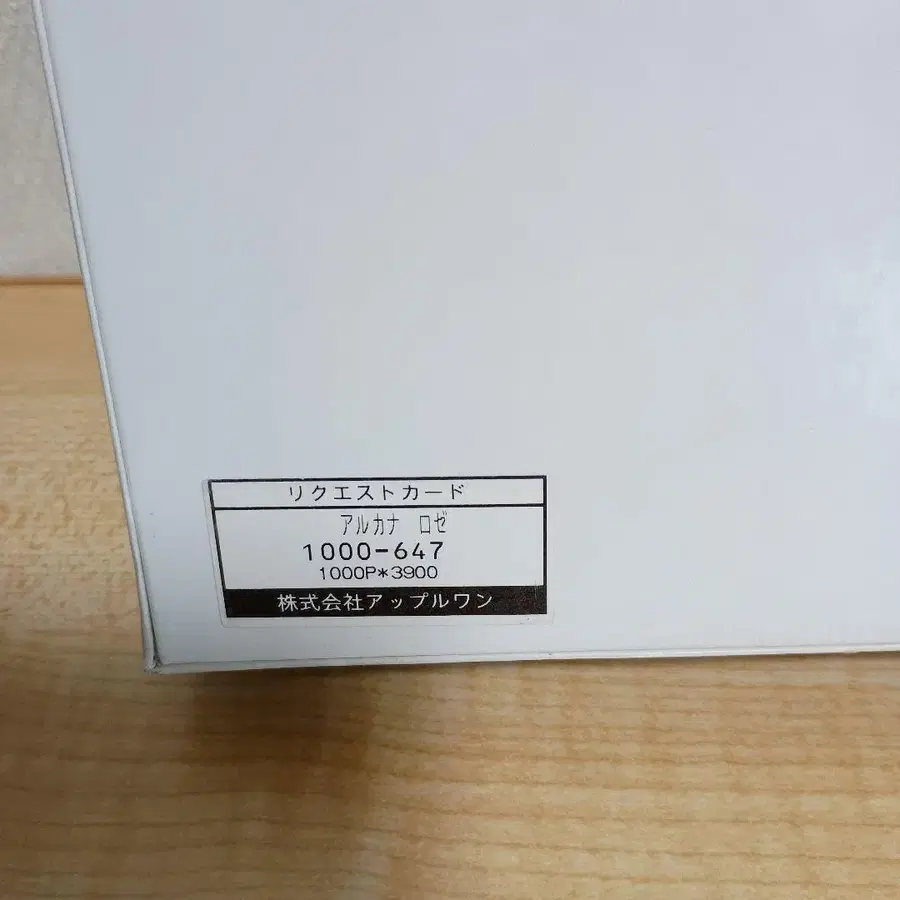 リクエストカード
アルカナ ロゼ
1000-647
1000P*3900
株式会社アップルワン